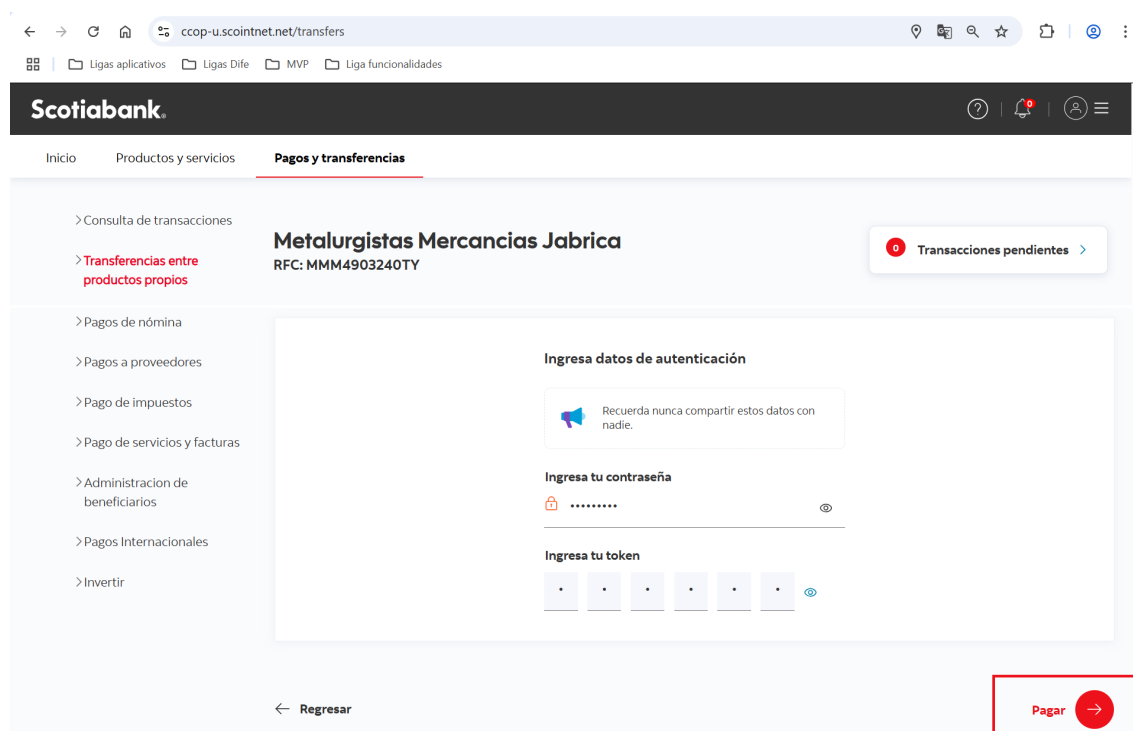 ccop-u.scointnet.net/transfers
Ligas aplicativos Ligas Dife MVP Liga funcionalidades
Scotiabank.
0
Inicio Productos y servicios Pagos y transferencias
Consulta de transacciones
Transferencias entre
productos propios
Pagos de nómina
Pagos a proveedores
Pago de impuestos
Pago de servicios y facturas
Administracion de
beneficiarios
Pagos Internacionales
Invertir
Metalurgistas Mercancias Jabrica
RFC: MMM4903240TY
0 Transacciones pendientes
Ingresa datos de autenticación
Recuerda nunca compartir estos datos con
nadie.
Ingresa tu contraseña
•••••••••
Ingresa tu token
• • • • • •
Regresar
Pagar